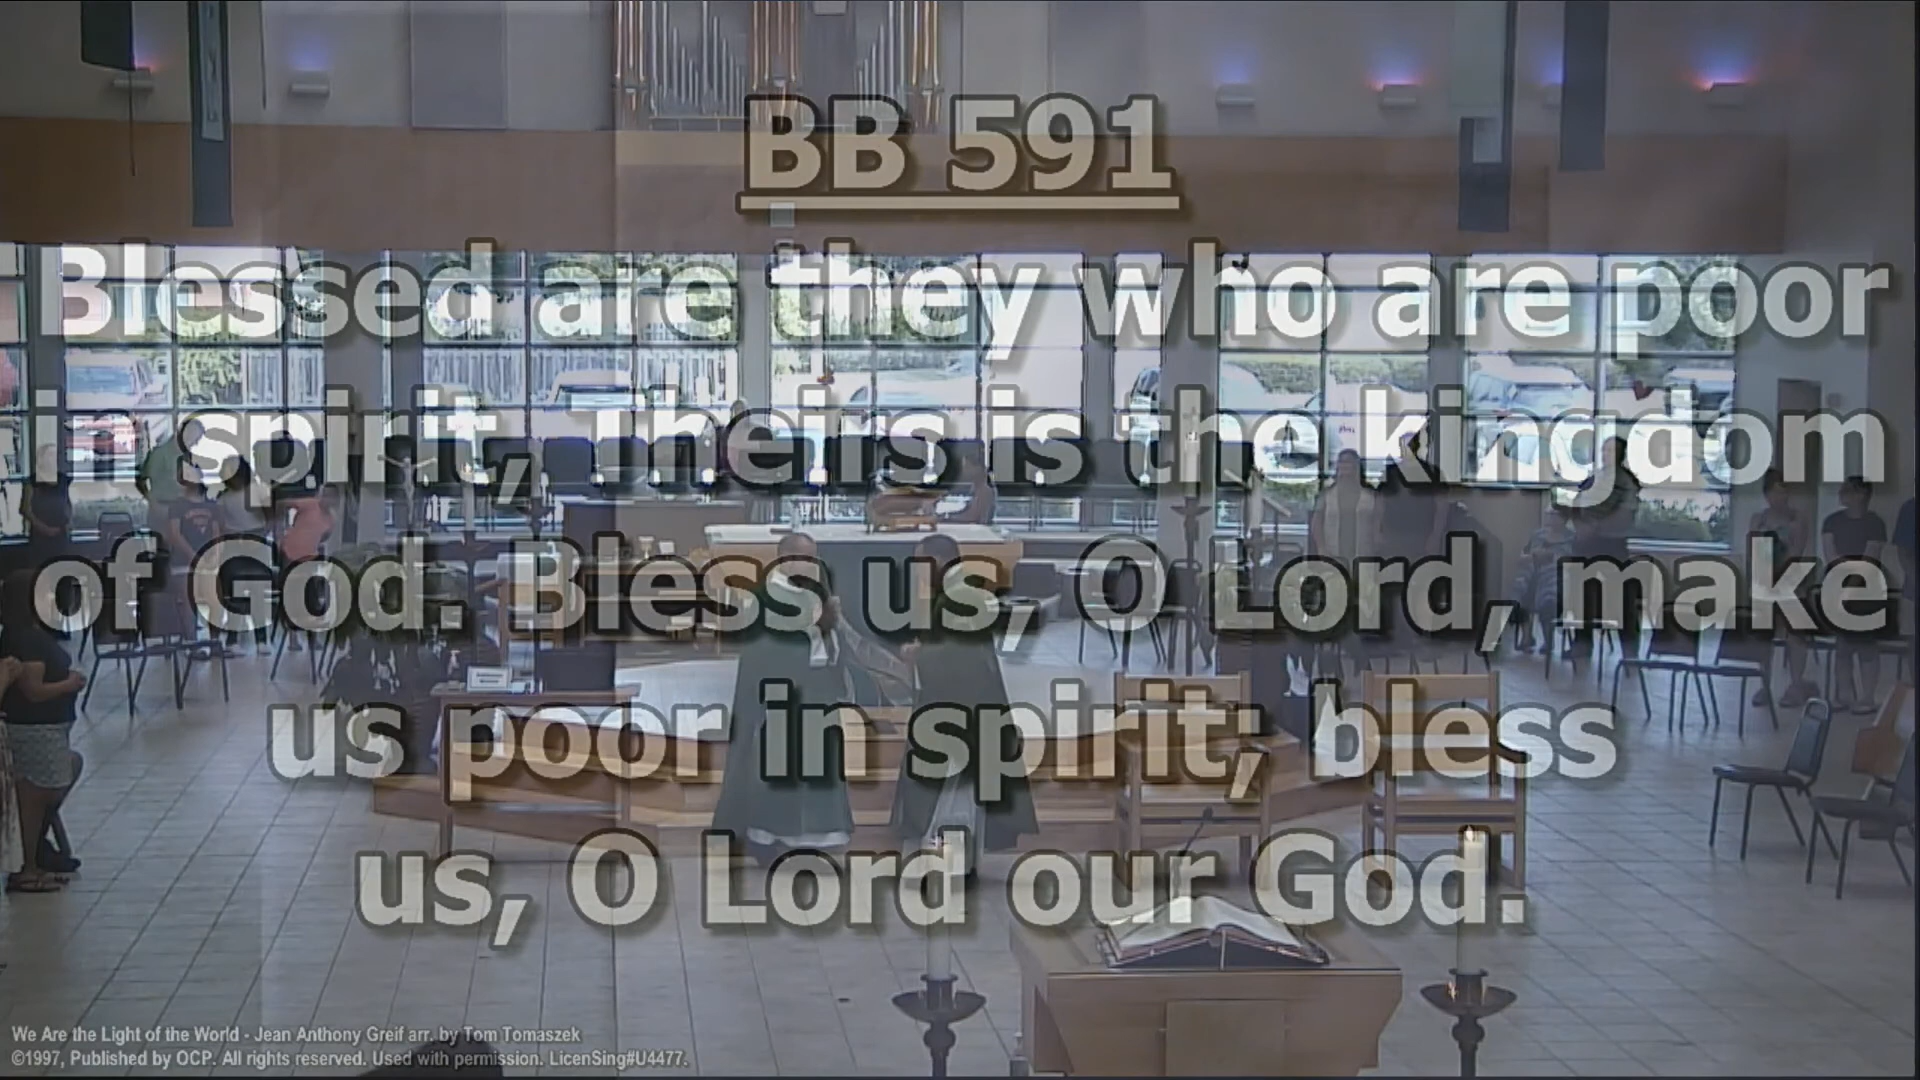 BB 591
Blessed are they who are poor
in spirit, Theirs is the kingdom
of God. Bless us, O Lord, make
us poor in spirit; bless
us, O Lord our God.
We Are the Light of the World - Jean Anthony Greif arr. by Tom Tomaszek
©1997, Published by OCP. All rights reserved. Used with permission. LicenSing#U4477.